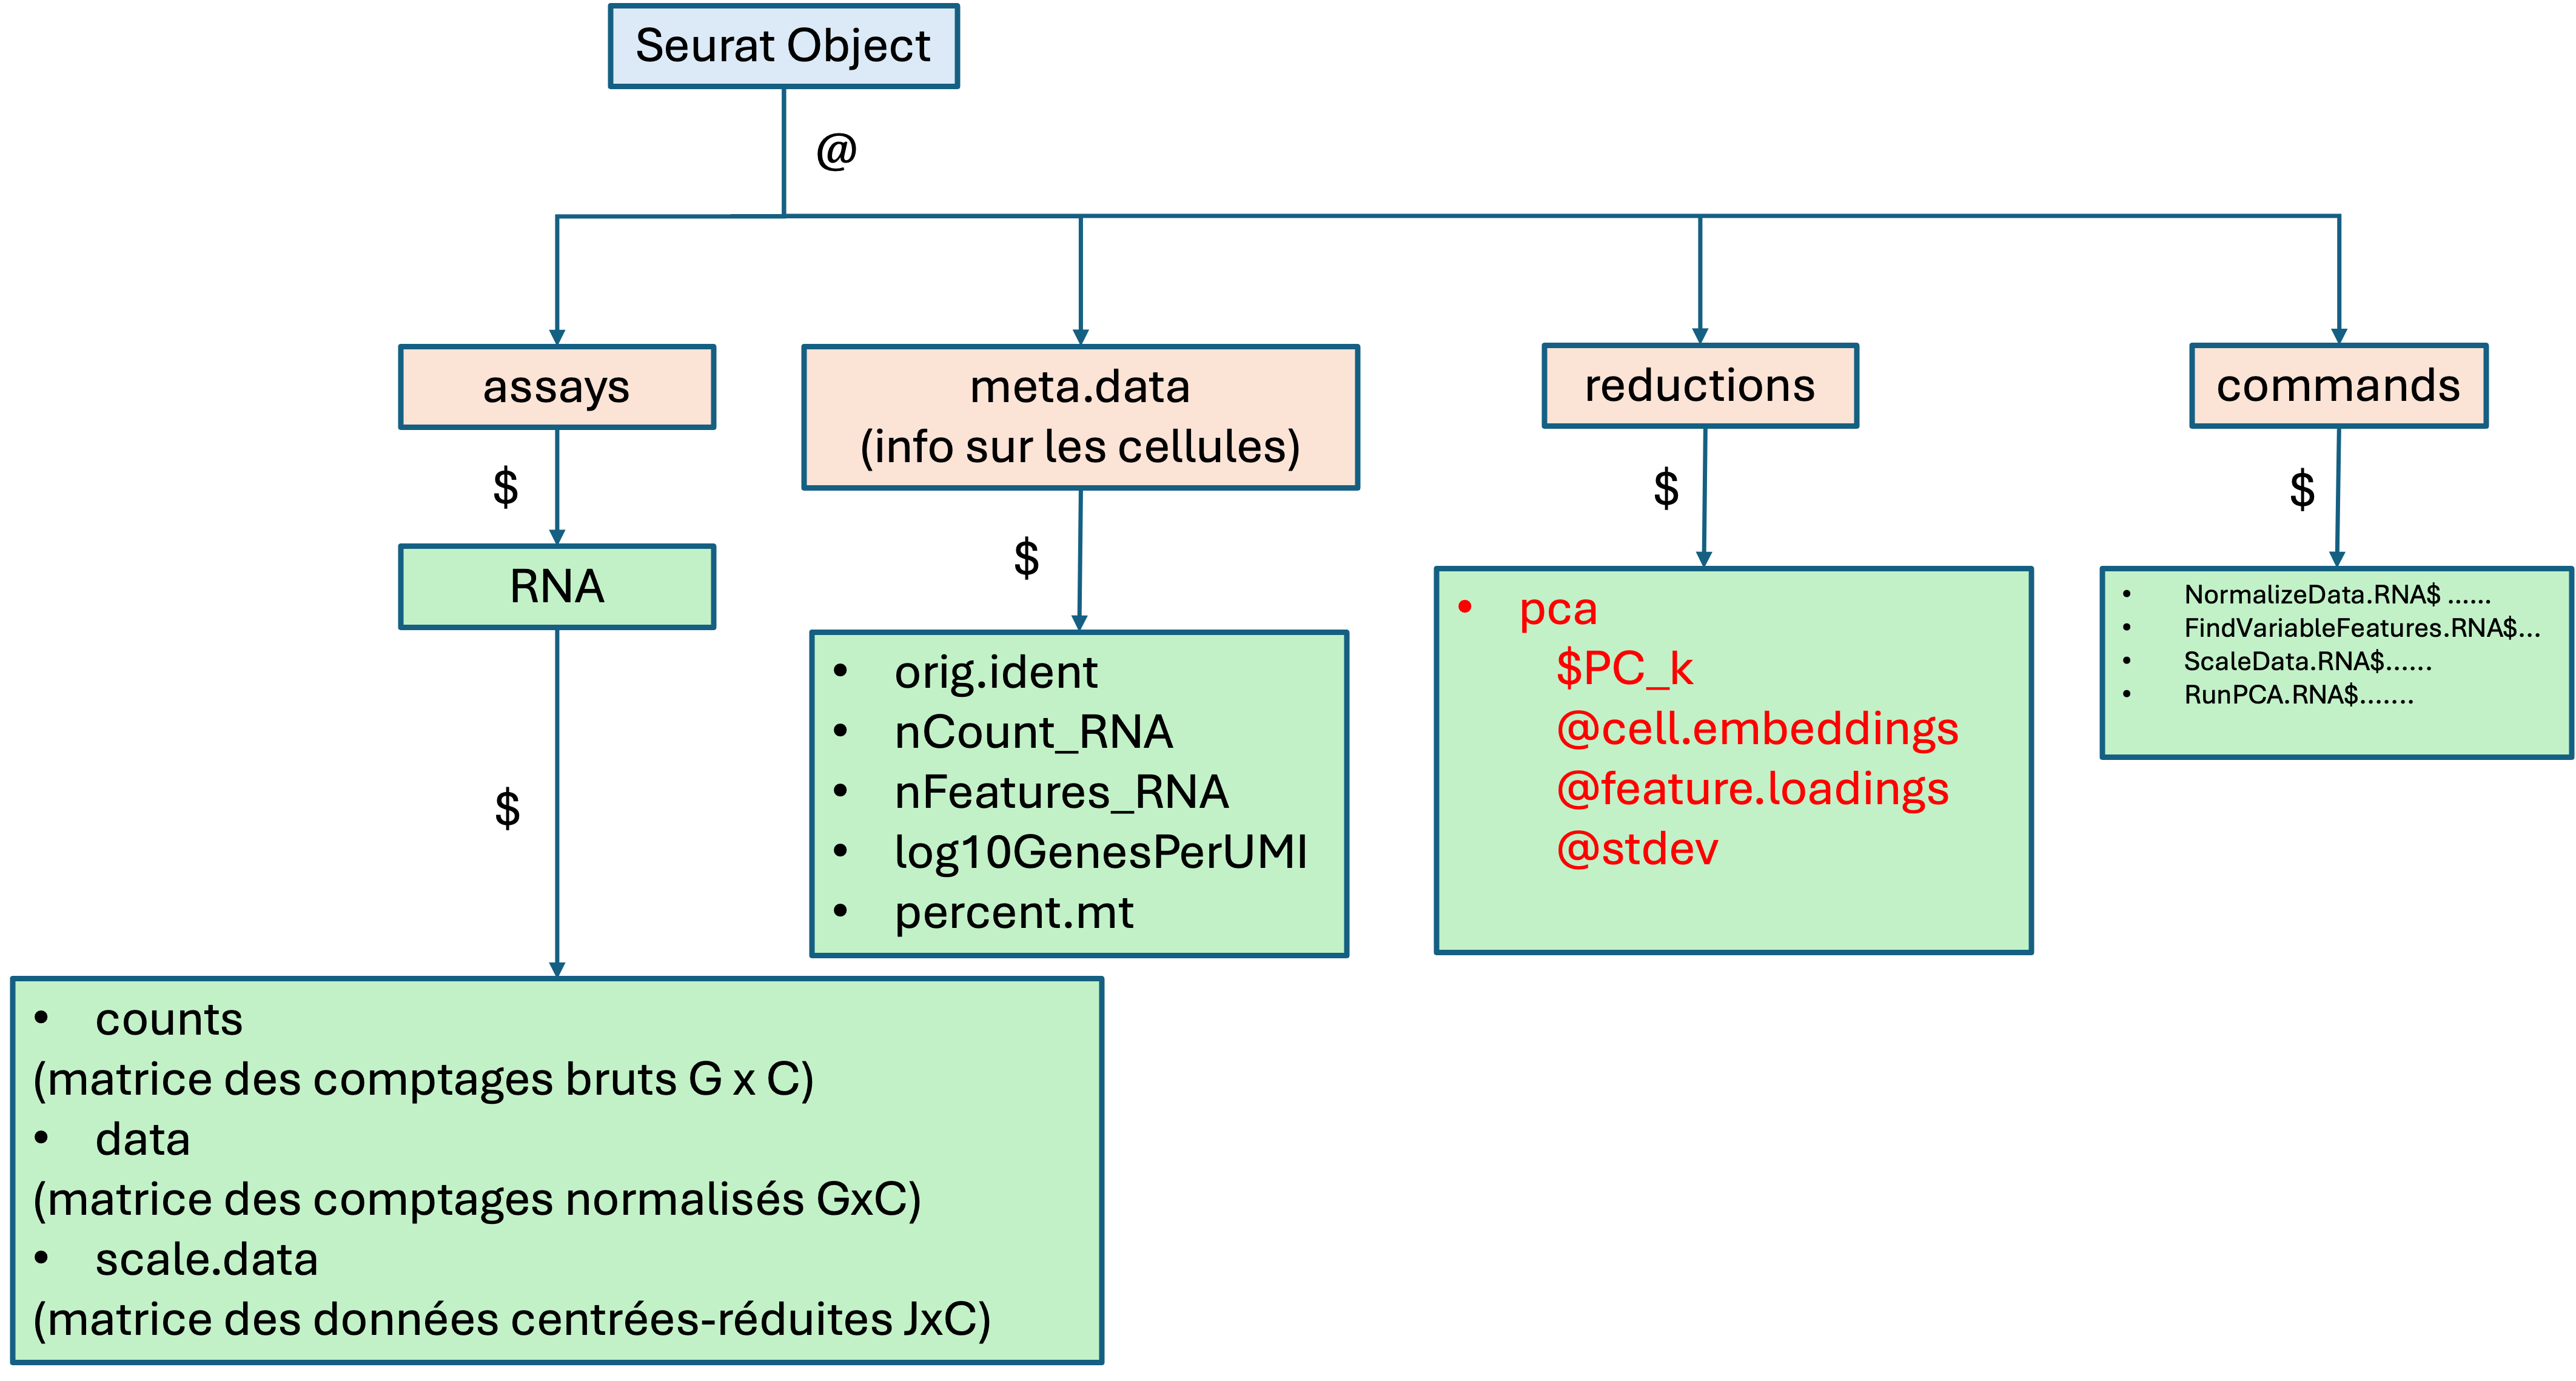 Seurat Object
@
assays
meta.data
(info sur les cellules)
reductions
commands
$
$
$
$
RNA
$
• orig.ident
• nCount_RNA
• nFeatures_RNA
• log10GenesPerUMI
• percent.mt
• pca
$PC_k
@cell.embeddings
@feature.loadings
@stdev
• NormalizeData.RNA$ ......
• FindVariableFeatures.RNA$...
• ScaleData.RNA$......
• RunPCA.RNA$.......
• counts
(matrice des comptages bruts G x C)
• data
(matrice des comptages normalisés GxC)
• scale.data
(matrice des données centrées-réduites JxC)